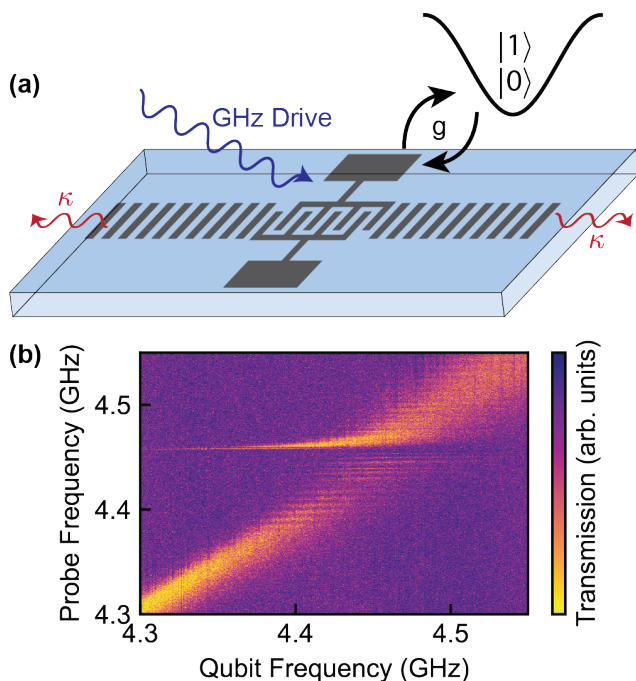 (a)
|1⟩
|0⟩
GHz Drive
g
κ
κ
(b)
Probe Frequency (GHz)
4.5
4.4
4.3
4.3
4.4
4.5
Qubit Frequency (GHz)
Transmission (arb. units)